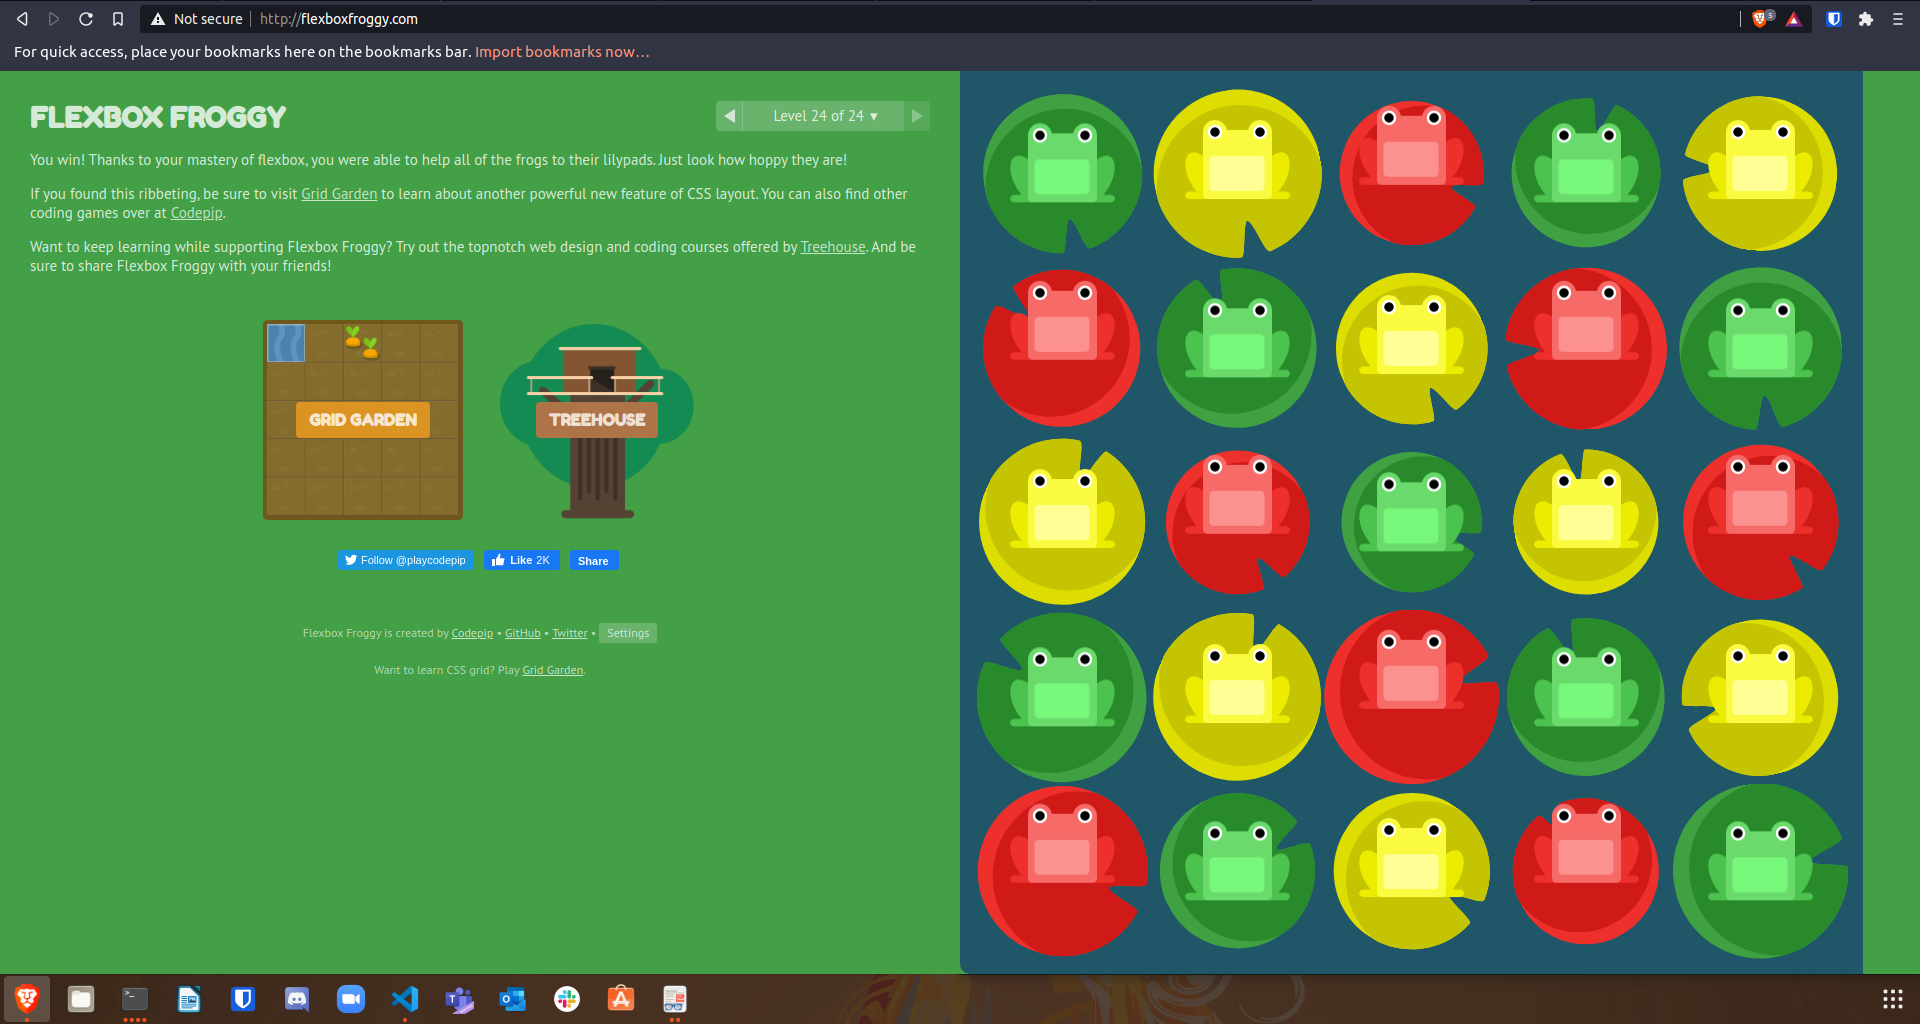 Not secure
http://flexboxfroggy.com
5
For quick access, place your bookmarks here on the bookmarks bar. Import bookmarks now…
FLEXBOX FROGGY
Level 24 of 24 ▾
You win! Thanks to your mastery of flexbox, you were able to help all of the frogs to their lilypads. Just look how hoppy they are!
If you found this ribbeting, be sure to visit Grid Garden to learn about another powerful new feature of CSS layout. You can also find other
coding games over at Codepip.
Want to keep learning while supporting Flexbox Froggy? Try out the topnotch web design and coding courses offered by Treehouse. And be
sure to share Flexbox Froggy with your friends!
GRID GARDEN
TREEHOUSE
Follow @playcodepip
Like 2K
Share
Flexbox Froggy is created by Codepip • GitHub • Twitter • Settings
Want to learn CSS grid? Play Grid Garden.